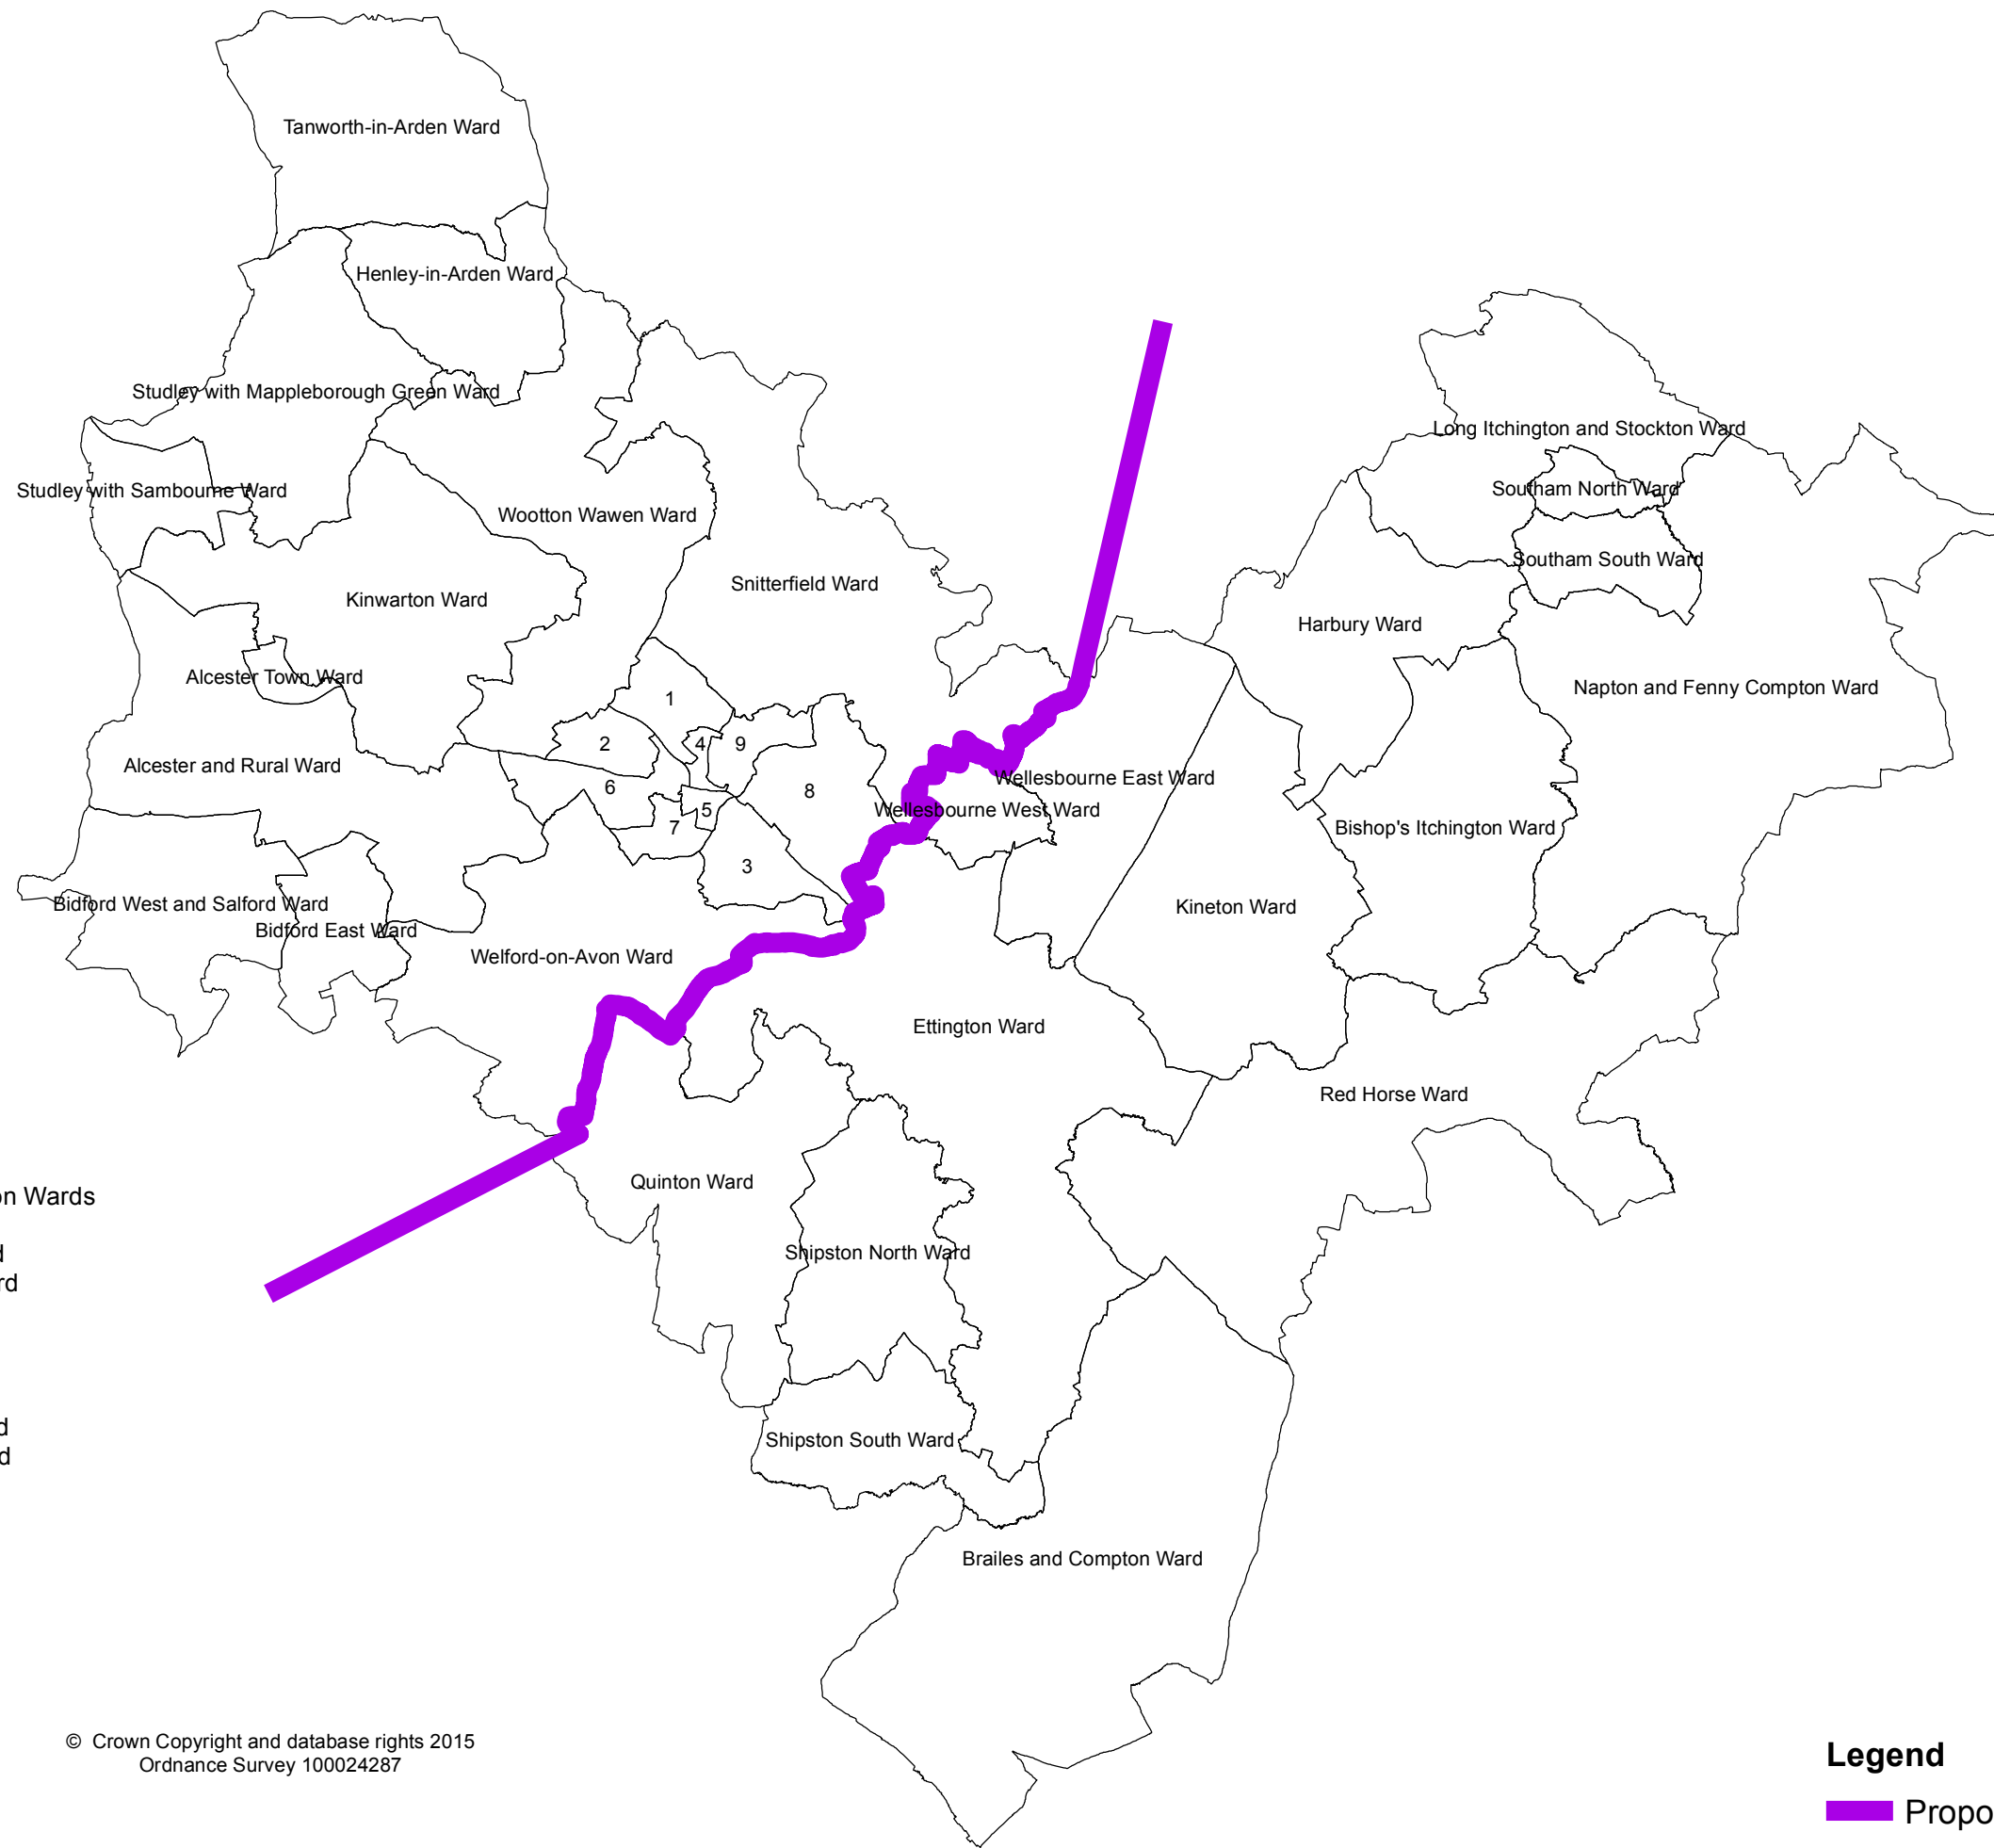 Tanworth-in-Arden Ward
Henley-in-Arden Ward
Studley with Mappleborough Green Ward
Long Itchington and Stockton Ward
Studley with Sambourne Ward
Southam North Ward
Wootton Wawen Ward
Southam South Ward
Snitterfield Ward
Kinwarton Ward
Harbury Ward
Alcester Town Ward
Napton and Fenny Compton Ward
1
2
4
9
Alcester and Rural Ward
Wellesbourne East Ward
6
8
5
Wellesbourne West Ward
7
Bishop's Itchington Ward
3
Bidford West and Salford Ward
Kineton Ward
Bidford East Ward
Welford-on-Avon Ward
Ettington Ward
Red Horse Ward
Quinton Ward
on Wards
Shipston North Ward
d
rd
d
Shipston South Ward
d
Brailes and Compton Ward
© Crown Copyright and database rights 2015
Ordnance Survey 100024287
Legend
Propo